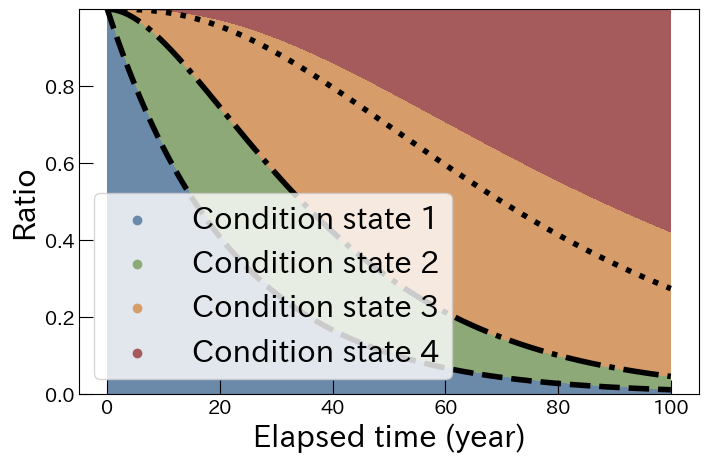 Ratio
0.8
0.6
0.4
0.2
0.0
Condition state 1
Condition state 2
Condition state 3
Condition state 4
0 20 40 60 80 100
Elapsed time (year)